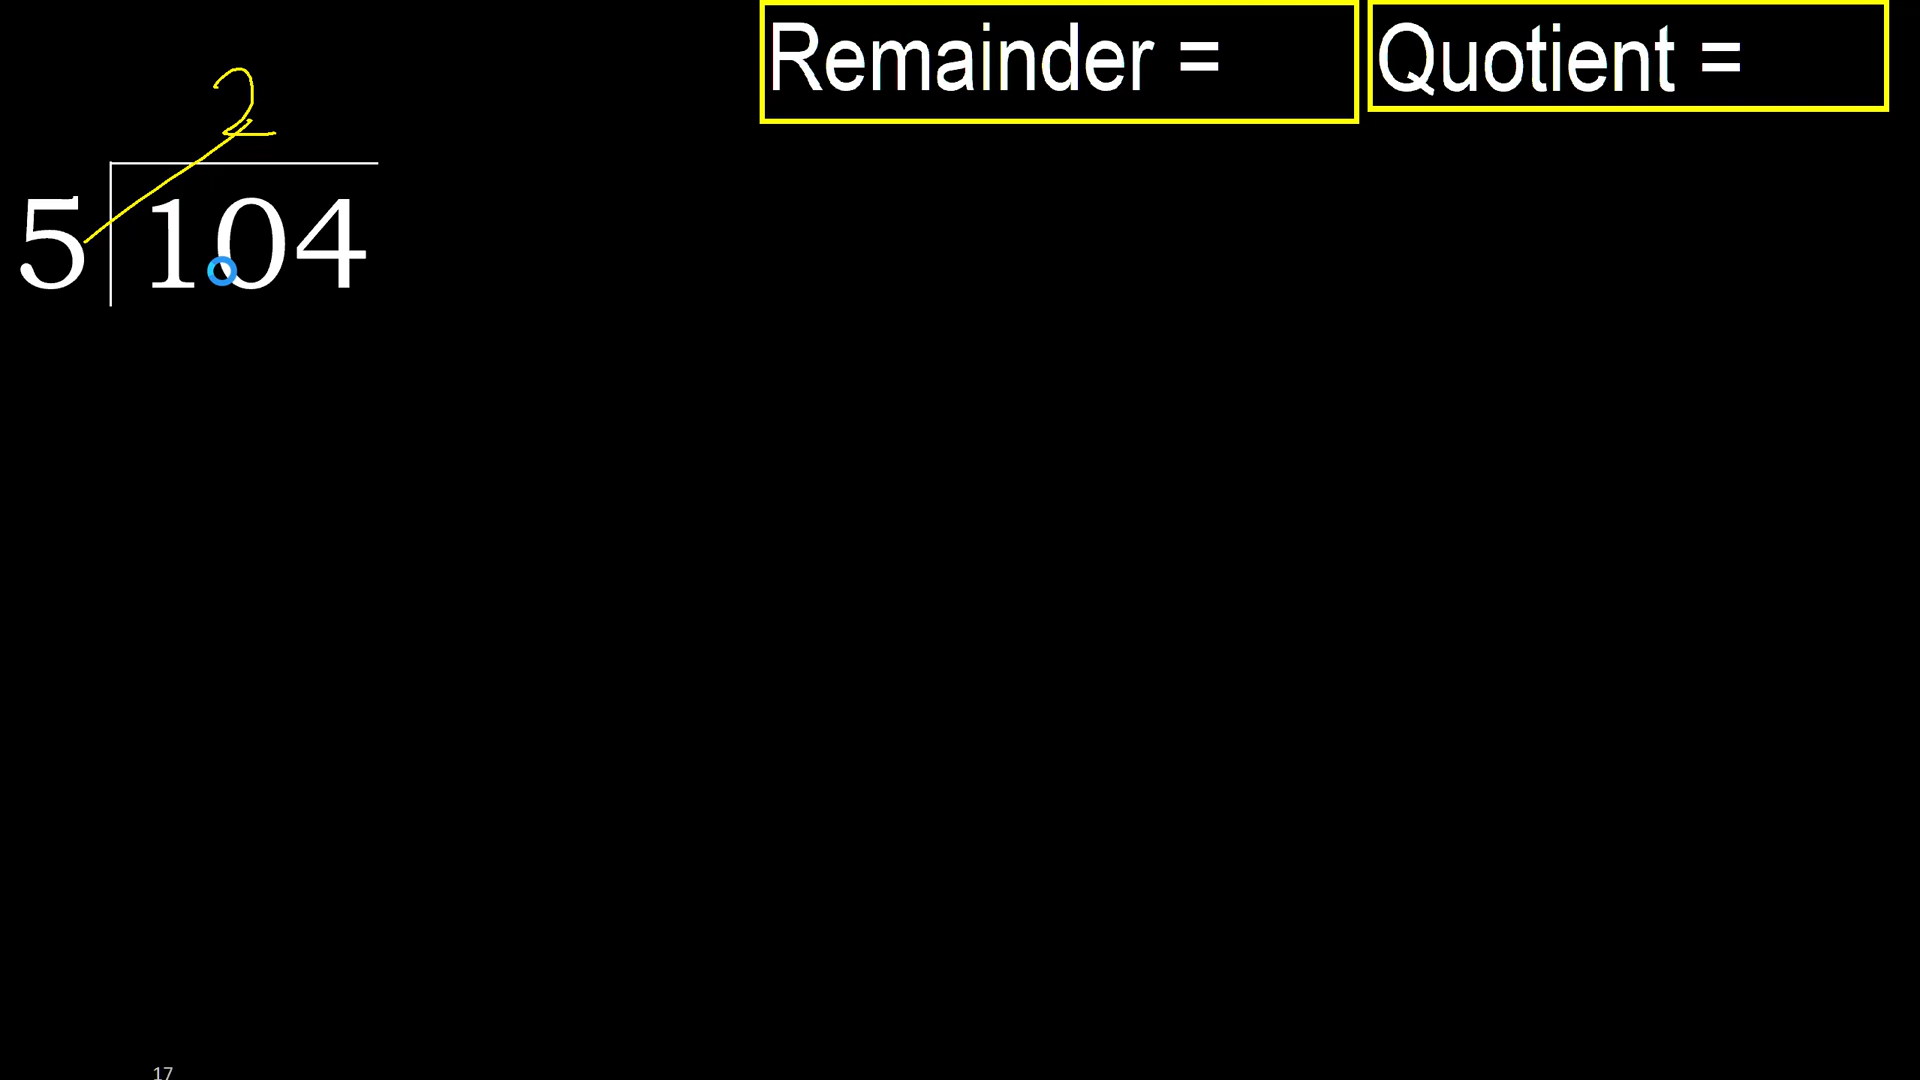 Remainder =
Quotient =
2
5 104
17